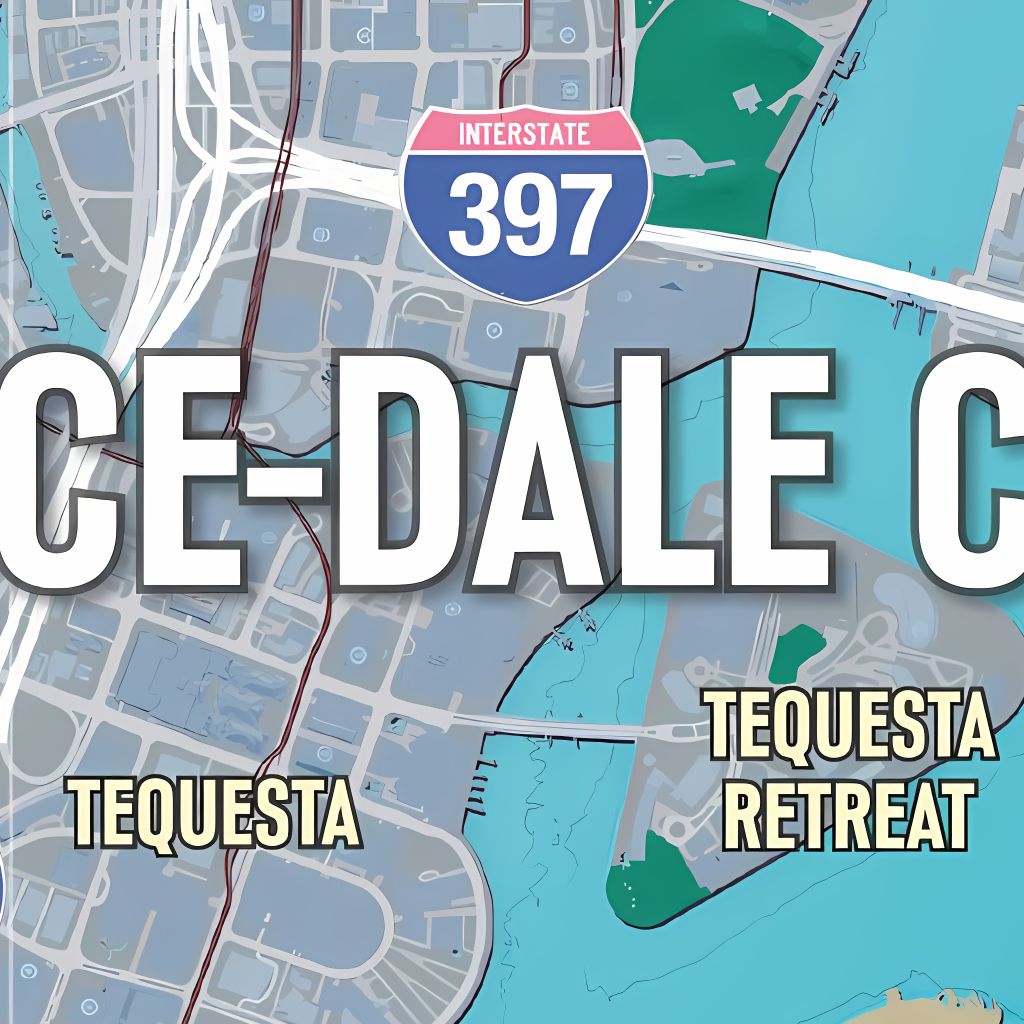 INTERSTATE
397
CE-DALE C
TEQUESTA
RETREAT
TEQUESTA